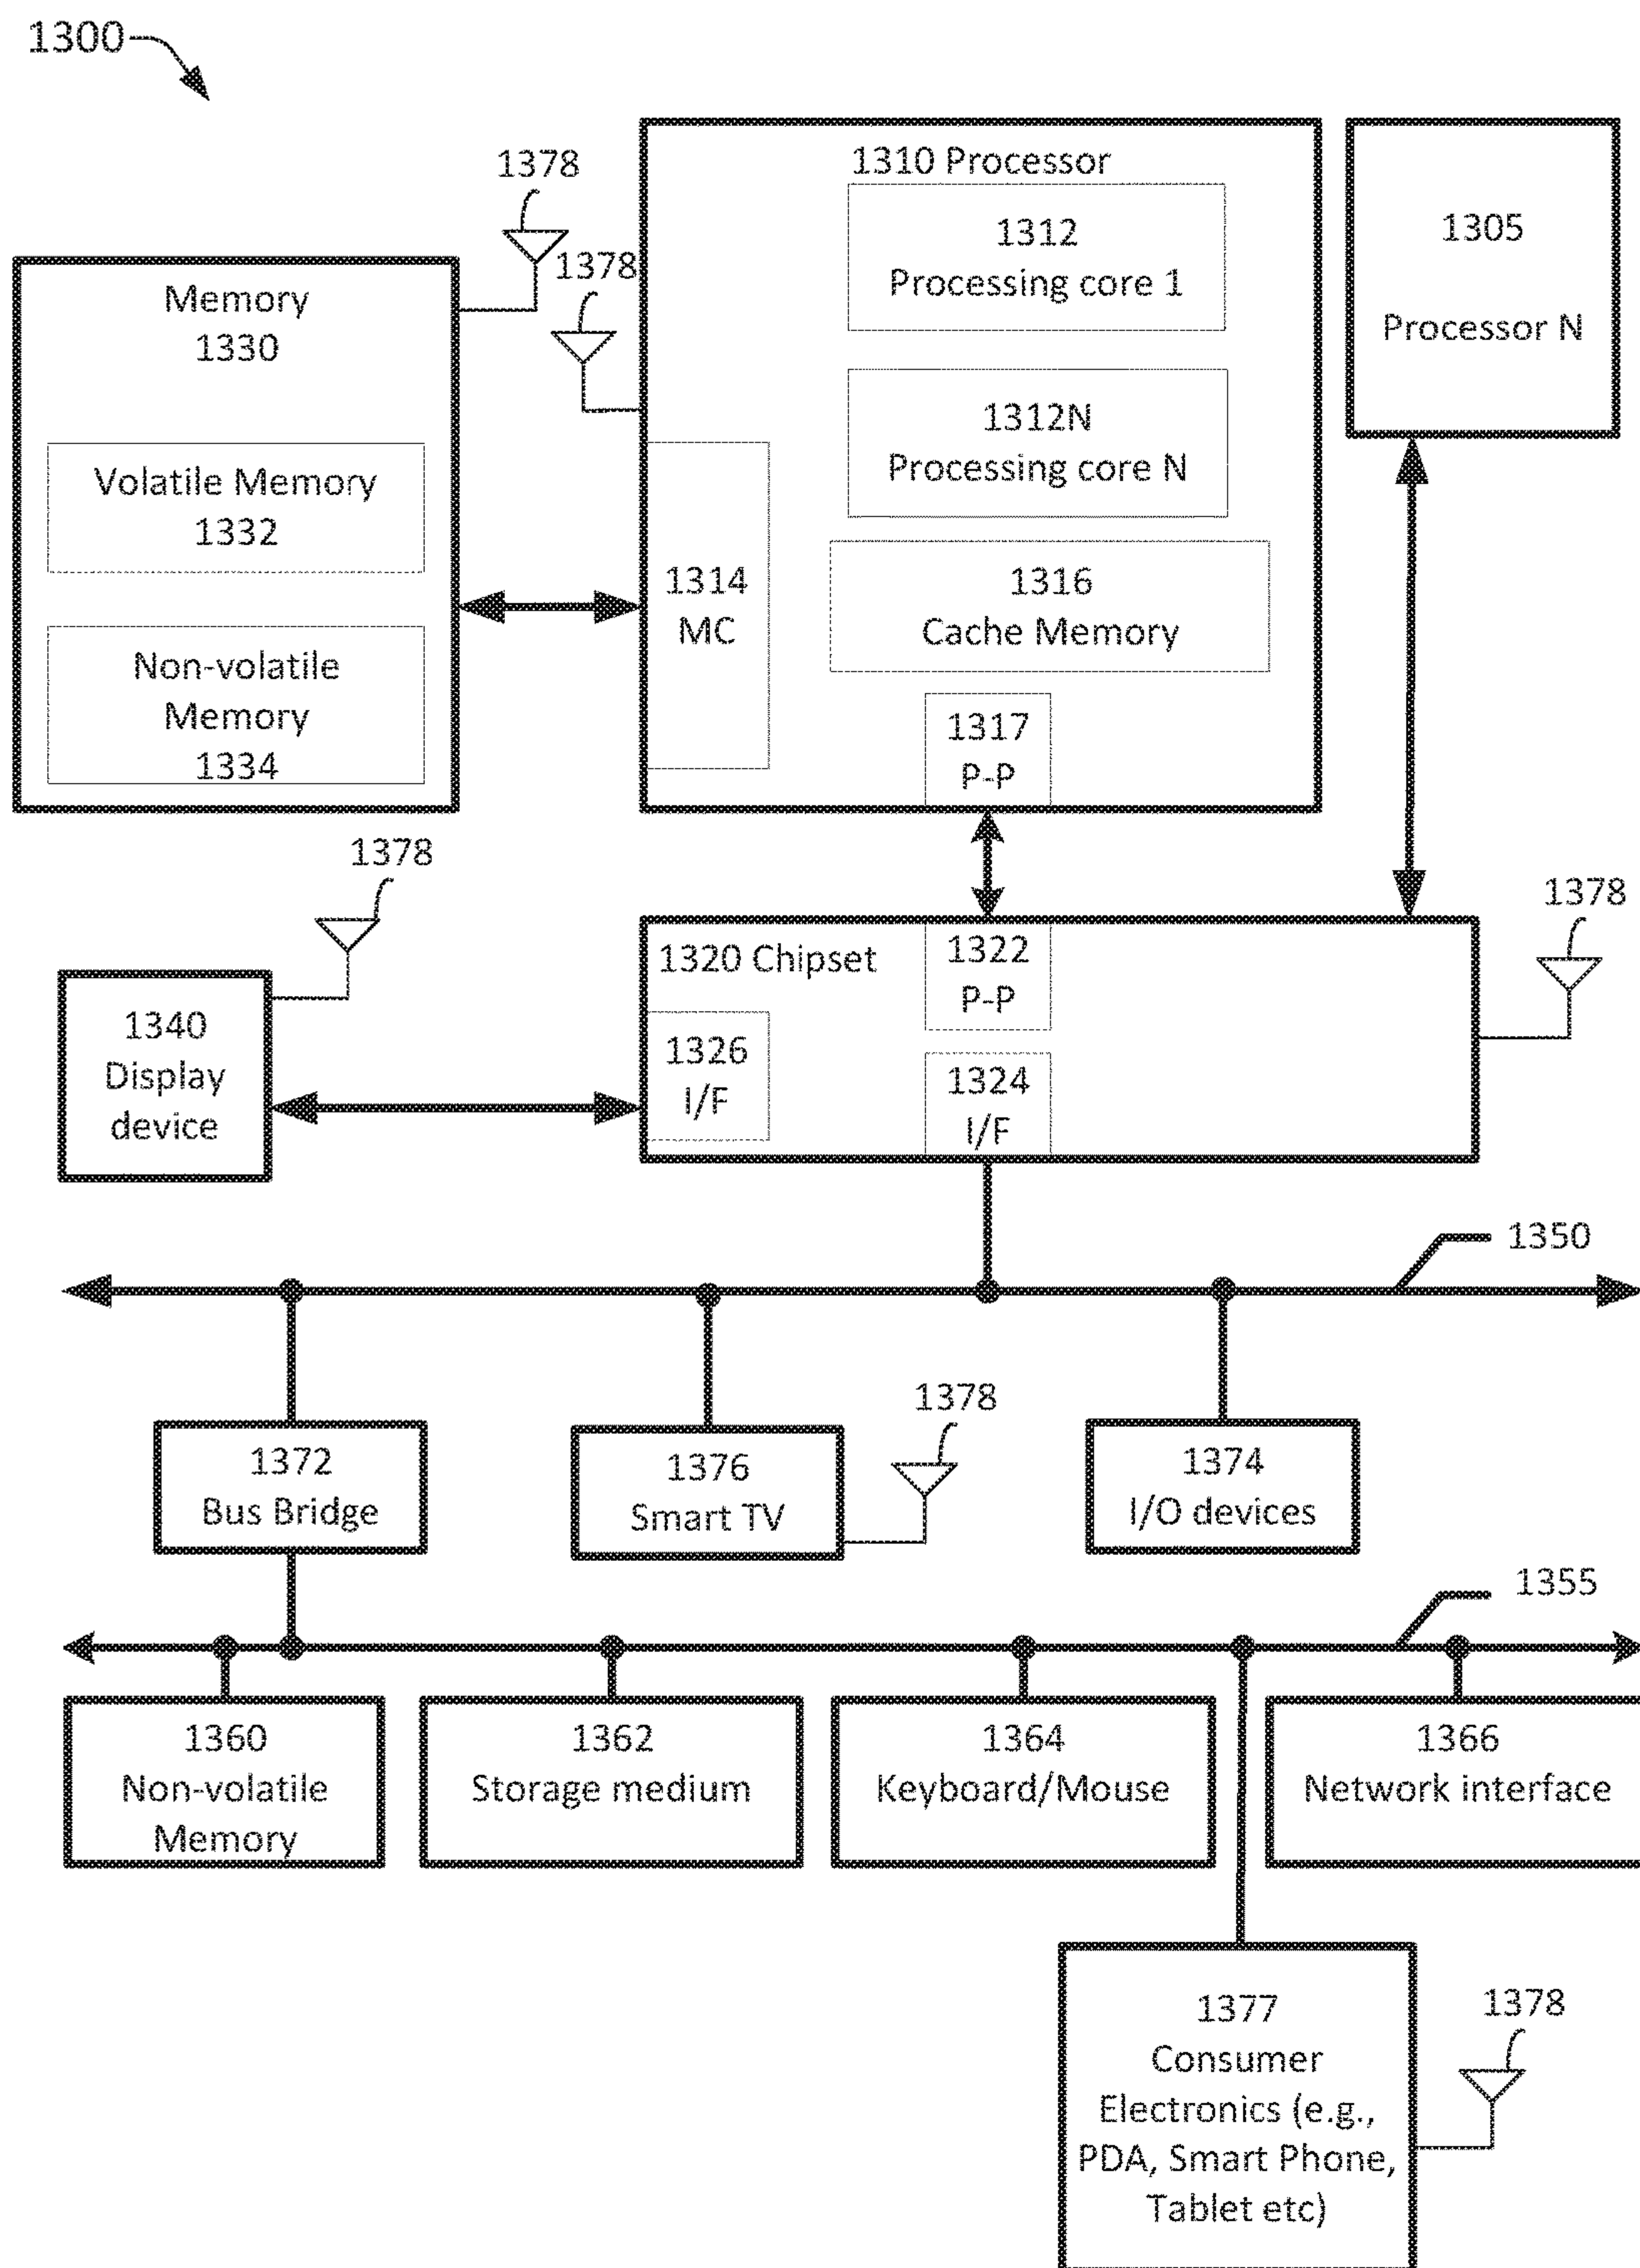 1300
1378
1378
Memory
1330
Volatile Memory
1332
Non-volatile
Memory
1334
1310 Processor
1312
Processing core 1
1312N
Processing core N
1314
MC
1316
Cache Memory
1317
P-P
1305
Processor N
1378
1340
Display
device
1320 Chipset
1322
P-P
1326
I/F
1324
I/F
1378
1350
1372
Bus Bridge
1376
Smart TV
1378
1374
I/O devices
1355
1360
Non-volatile
Memory
1362
Storage medium
1364
Keyboard/Mouse
1366
Network interface
1377
Consumer
Electronics (e.g.,
PDA, Smart Phone,
Tablet etc)
1378